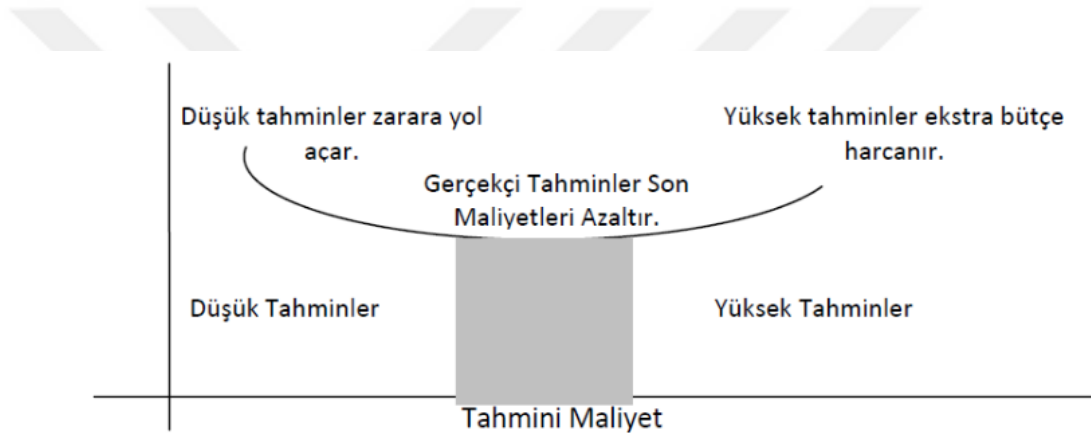 Düşük tahminler zarara yol
açar.
Yüksek tahminler ekstra bütçe
harcanır.
Gerçekçi Tahminler Son
Maliyetleri Azaltır.
Düşük Tahminler
Yüksek Tahminler
Tahmini Maliyet